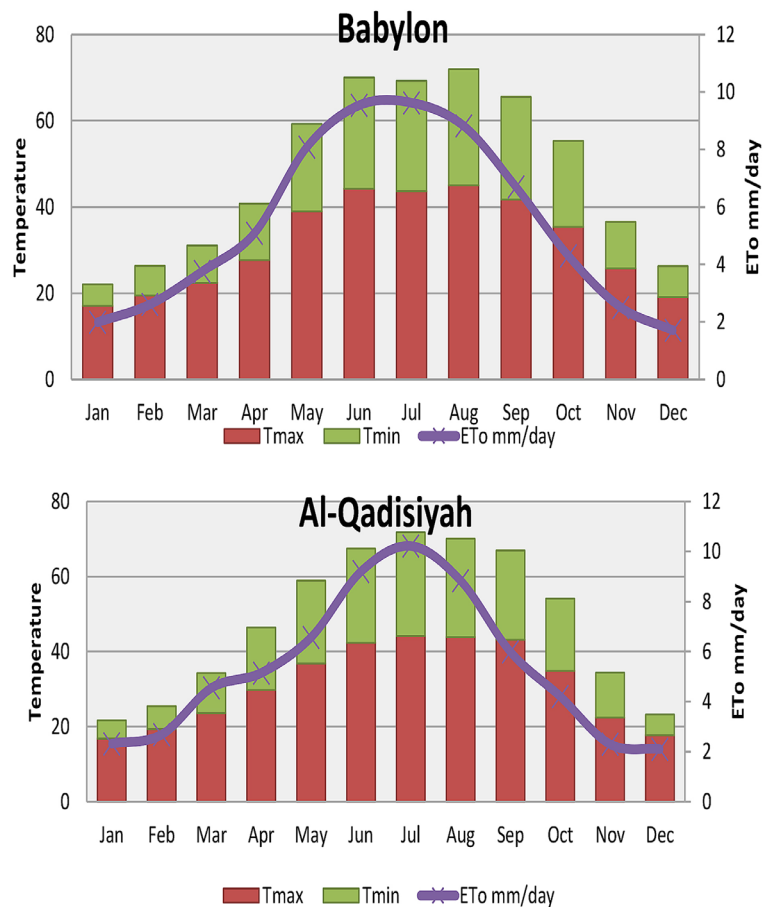 Babylon
80
60
40
20
0
12
10
8
6
4
2
0
Temperature
ETo mm/day
Jan Feb Mar Apr May Jun Jul Aug Sep Oct Nov Dec
Tmax Tmin ETo mm/day
Al-Qadisiyah
80
60
40
20
0
12
10
8
6
4
2
0
Temperature
ETo mm/day
Jan Feb Mar Apr May Jun Jul Aug Sep Oct Nov Dec
Tmax Tmin ETo mm/day